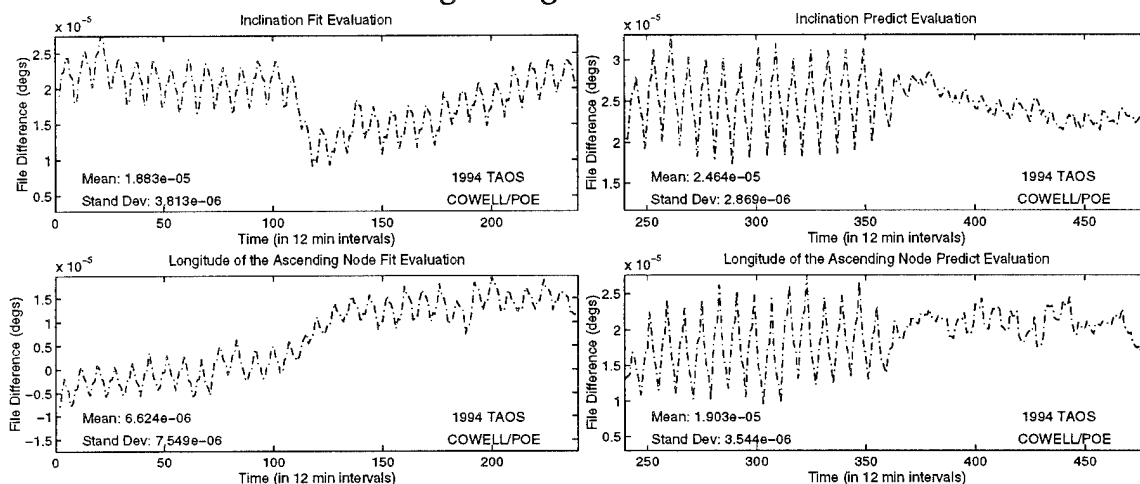 Inclination Fit Evaluation
x 10⁻⁵
2.5
2
1.5
1
0.5
File Difference (degs)
Mean: 1.883e−05
Stand Dev: 3.813e−06
1994 TAOS
COWELL/POE
0 50 100 150 200
Time (in 12 min intervals)
Inclination Predict Evaluation
x 10⁻⁵
3
2.5
2
1.5
File Difference (degs)
Mean: 2.464e−05
Stand Dev: 2.869e−06
1994 TAOS
COWELL/POE
250 300 350 400 450
Time (in 12 min intervals)
Longitude of the Ascending Node Fit Evaluation
x 10⁻⁵
1.5
1
0.5
0
−0.5
−1
−1.5
File Difference (degs)
Mean: 6.624e−06
Stand Dev: 7.549e−06
1994 TAOS
COWELL/POE
0 50 100 150 200
Time (in 12 min intervals)
Longitude of the Ascending Node Predict Evaluation
x 10⁻⁵
2.5
2
1.5
1
0.5
File Difference (degs)
Mean: 1.903e−05
Stand Dev: 3.544e−06
1994 TAOS
COWELL/POE
250 300 350 400 450
Time (in 12 min intervals)